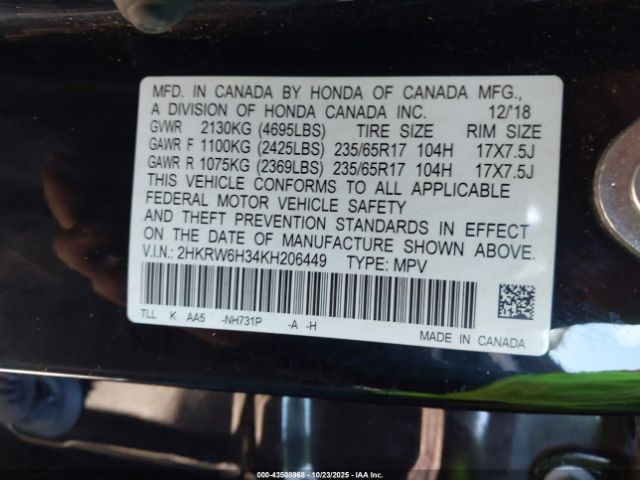 MFD. IN CANADA BY HONDA OF CANADA MFG.,
A DIVISION OF HONDA CANADA INC. 12/'18
GVWR 2130KG (4695LBS) TIRE SIZE RIM SIZE
GAWR F 1100KG (2425LBS) 235/65R17 104H 17X7.5J
GAWR R 1075KG (2369LBS) 235/65R17 104H 17X7.5J
THIS VEHICLE CONFORMS TO ALL APPLICABLE
FEDERAL MOTOR VEHICLE SAFETY
AND THEFT PREVENTION STANDARDS IN EFFECT
ON THE DATE OF MANUFACTURE SHOWN ABOVE.
V.I.N.: 2HKRW6H34KH206449 TYPE: MPV
TLL K AA5 -NH731P -A -H
MADE IN CANADA
000-43508968 - 10/23/2025 - IAA Inc.